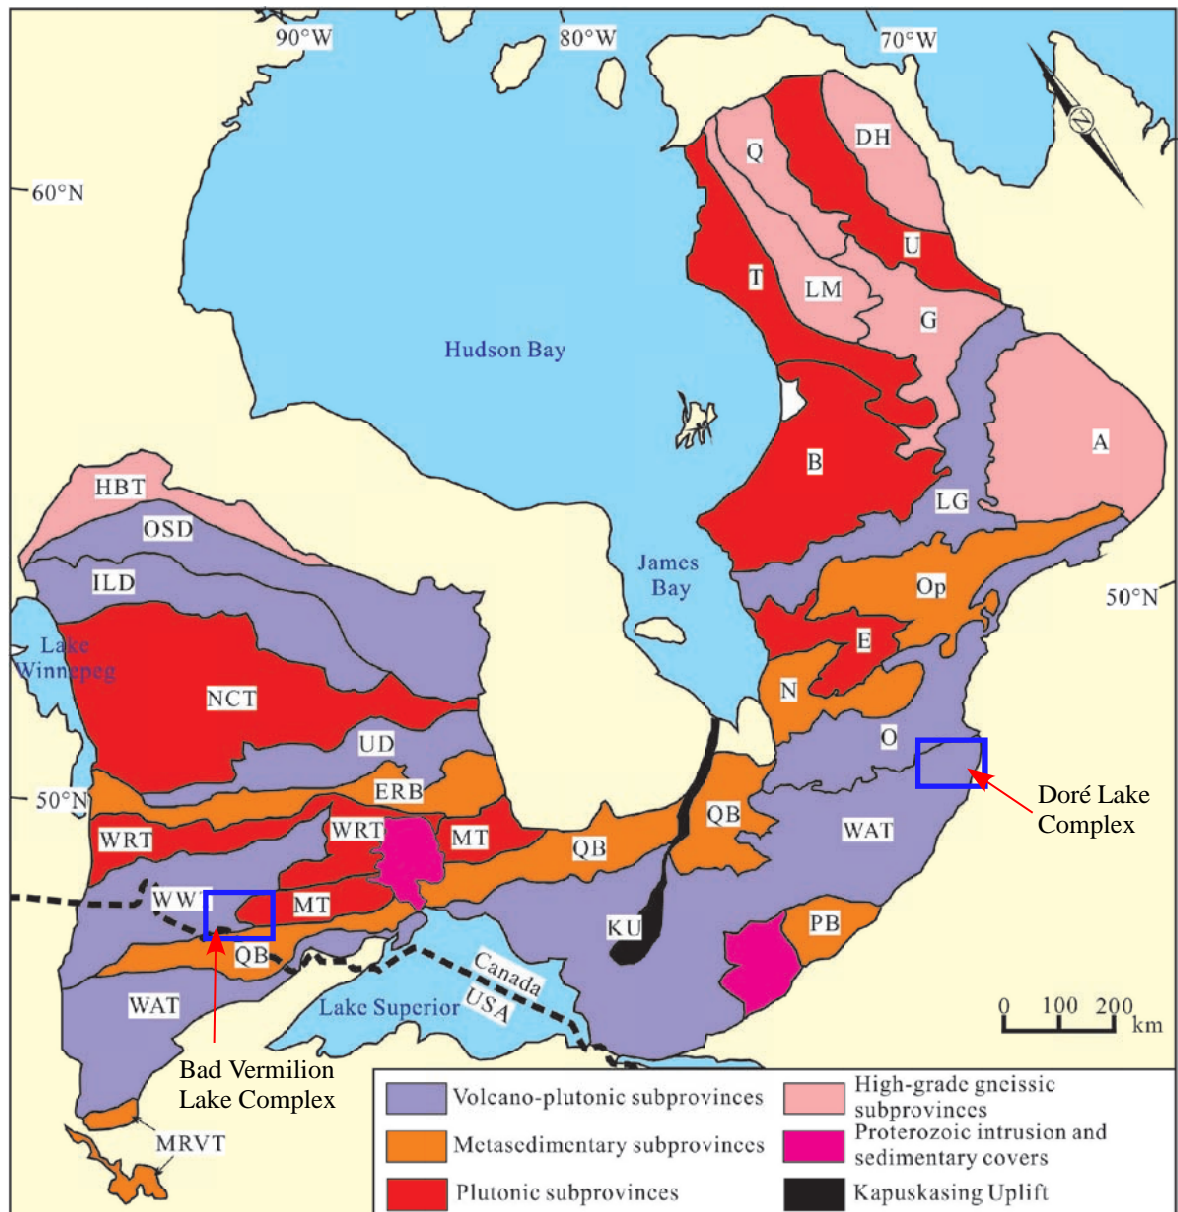 90°W
80°W
70°W
N
60°N
Q
DH
U
T
LM
G
Hudson Bay
A
B
HBT
LG
OSD
James
Bay
ILD
Op
50°N
Lake
Winnepeg
E
NCT
N
O
UD
ERB
50°N
Doré Lake
Complex
QB
WAT
WRT
WRT
MT
QB
WWT
MT
PB
KU
QB
Canada
USA
WAT
Lake Superior
0 100 200
km
Bad Vermilion
Lake Complex
MRVT
Volcano-plutonic subprovinces
High-grade gneissic
subprovinces
Metasedimentary subprovinces
Proterozoic intrusion and
sedimentary covers
Plutonic subprovinces
Kapuskasing Uplift